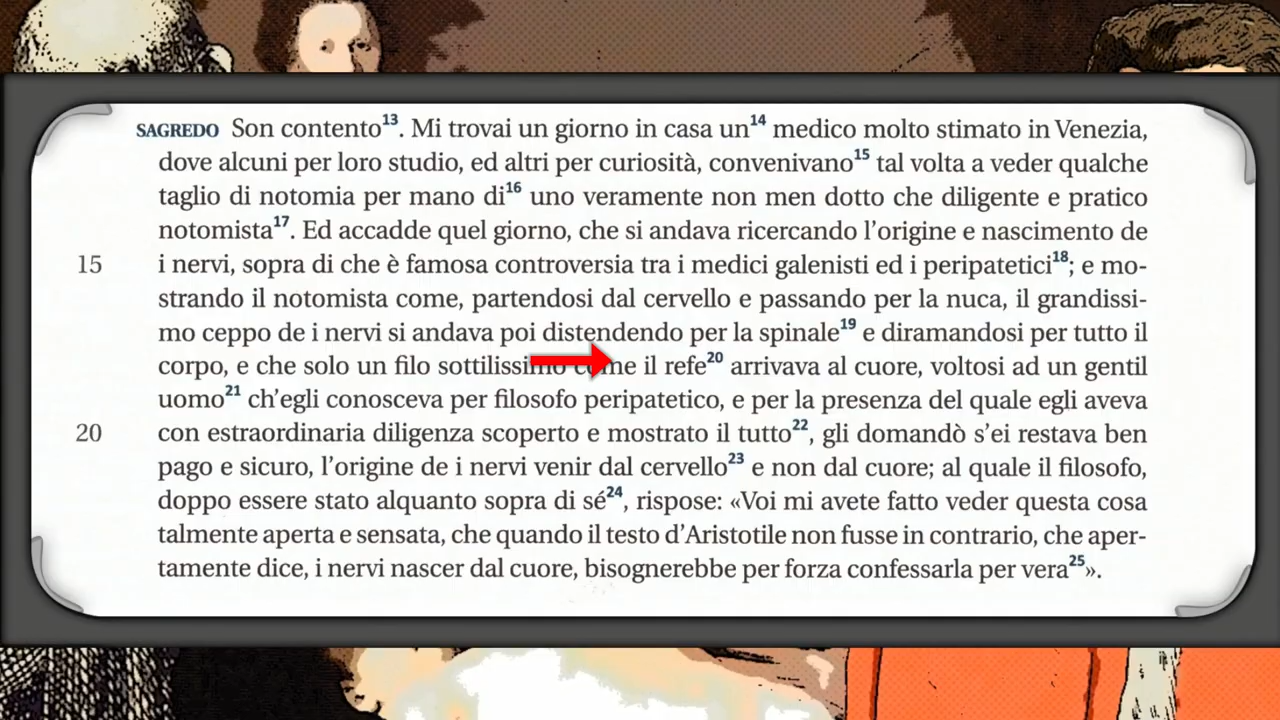 SAGREDO Son contento13. Mi trovai un giorno in casa un14 medico molto stimato in Venezia,
dove alcuni per loro studio, ed altri per curiosità, convenivano15 tal volta a veder qualche
taglio di notomia per mano di16 uno veramente non men dotto che diligente e pratico
notomista17. Ed accadde quel giorno, che si andava ricercando l'origine e nascimento de
15 i nervi, sopra di che è famosa controversia tra i medici galenisti ed i peripatetici18; e mo-
strando il notomista come, partendosi dal cervello e passando per la nuca, il grandissi-
mo ceppo de i nervi si andava poi distendendo per la spinale19 e diramandosi per tutto il
corpo, e che solo un filo sottilissimo come il refe20 arrivava al cuore, voltosi ad un gentil
uomo21 ch'egli conosceva per filosofo peripatetico, e per la presenza del quale egli aveva
20 con estraordinaria diligenza scoperto e mostrato il tutto22, gli domandò s'ei restava ben
pago e sicuro, l'origine de i nervi venir dal cervello23 e non dal cuore; al quale il filosofo,
doppo essere stato alquanto sopra di sé24, rispose: «Voi mi avete fatto veder questa cosa
talmente aperta e sensata, che quando il testo d'Aristotile non fusse in contrario, che aper-
tamente dice, i nervi nascer dal cuore, bisognerebbe per forza confessarla per vera25».